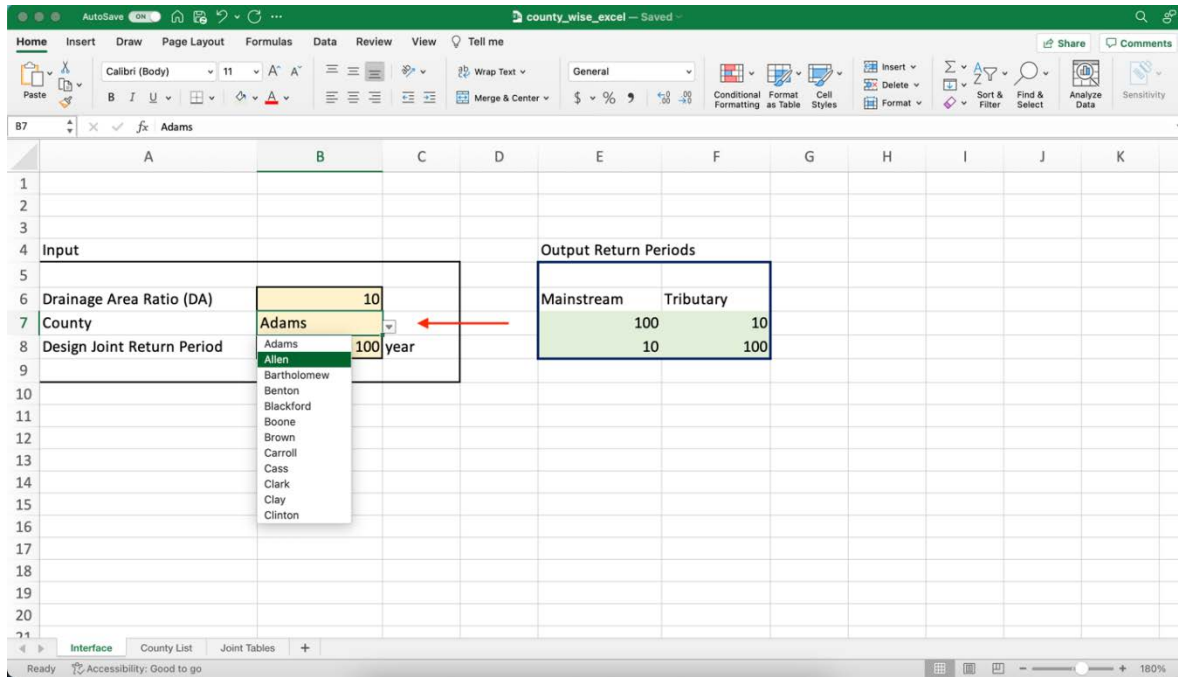 AutoSave ON ... county_wise_excel — Saved
Home Insert Draw Page Layout Formulas Data Review View Tell me Share Comments
Paste Calibri (Body) 11 A^ A˅ Wrap Text General Conditional Formatting Format as Table Cell Styles Insert Delete Format Sort & Filter Find & Select Analyze Data Sensitivity
B I U A Merge & Center $ % 9
B7 fx Adams
A B C D E F G H I J K
1
2
3
4 Input Output Return Periods
5
6 Drainage Area Ratio (DA) 10 Mainstream Tributary
7 County Adams 100 10
8 Design Joint Return Period 100 year 10 100
Adams
Allen
Bartholomew
Benton
Blackford
Boone
Brown
Carroll
Cass
Clark
Clay
Clinton
9
10
11
12
13
14
15
16
17
18
19
20
21
Interface County List Joint Tables +
Ready Accessibility: Good to go 180%